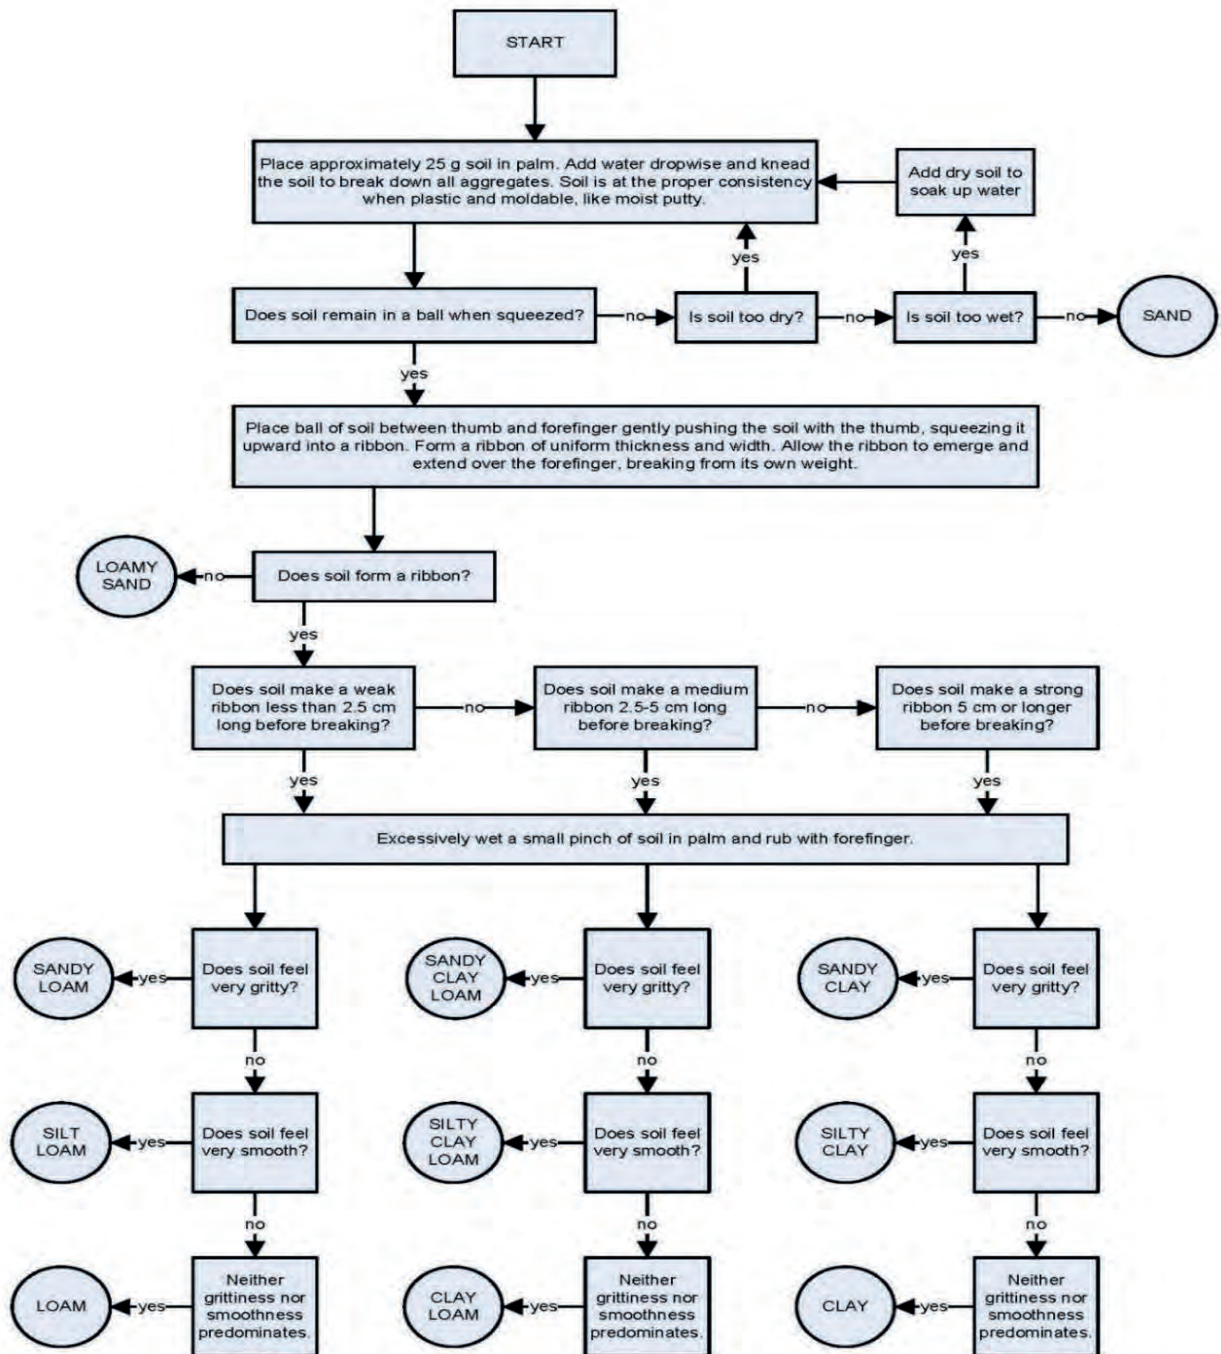 START
Place approximately 25 g soil in palm. Add water dropwise and knead
the soil to break down all aggregates. Soil is at the proper consistency
when plastic and moldable, like moist putty.
Add dry soil to
soak up water
yes
yes
Does soil remain in a ball when squeezed?
no
Is soil too dry?
no
Is soil too wet?
no
SAND
yes
Place ball of soil between thumb and forefinger gently pushing the soil with the thumb, squeezing it
upward into a ribbon. Form a ribbon of uniform thickness and width. Allow the ribbon to emerge and
extend over the forefinger, breaking from its own weight.
LOAMY
SAND
no
Does soil form a ribbon?
yes
Does soil make a weak
ribbon less than 2.5 cm
long before breaking?
no
Does soil make a medium
ribbon 2.5-5 cm long
before breaking?
no
Does soil make a strong
ribbon 5 cm or longer
before breaking?
yes
yes
yes
Excessively wet a small pinch of soil in palm and rub with forefinger.
SANDY
LOAM
yes
Does soil feel
very gritty?
SANDY
CLAY
LOAM
yes
Does soil feel
very gritty?
SANDY
CLAY
yes
Does soil feel
very gritty?
no
no
no
SILT
LOAM
yes
Does soil feel
very smooth?
SILTY
CLAY
LOAM
yes
Does soil feel
very smooth?
SILTY
CLAY
yes
Does soil feel
very smooth?
no
no
no
LOAM
yes
Neither
grittiness nor
smoothness
predominates.
CLAY
LOAM
yes
Neither
grittiness nor
smoothness
predominates.
CLAY
yes
Neither
grittiness nor
smoothness
predominates.